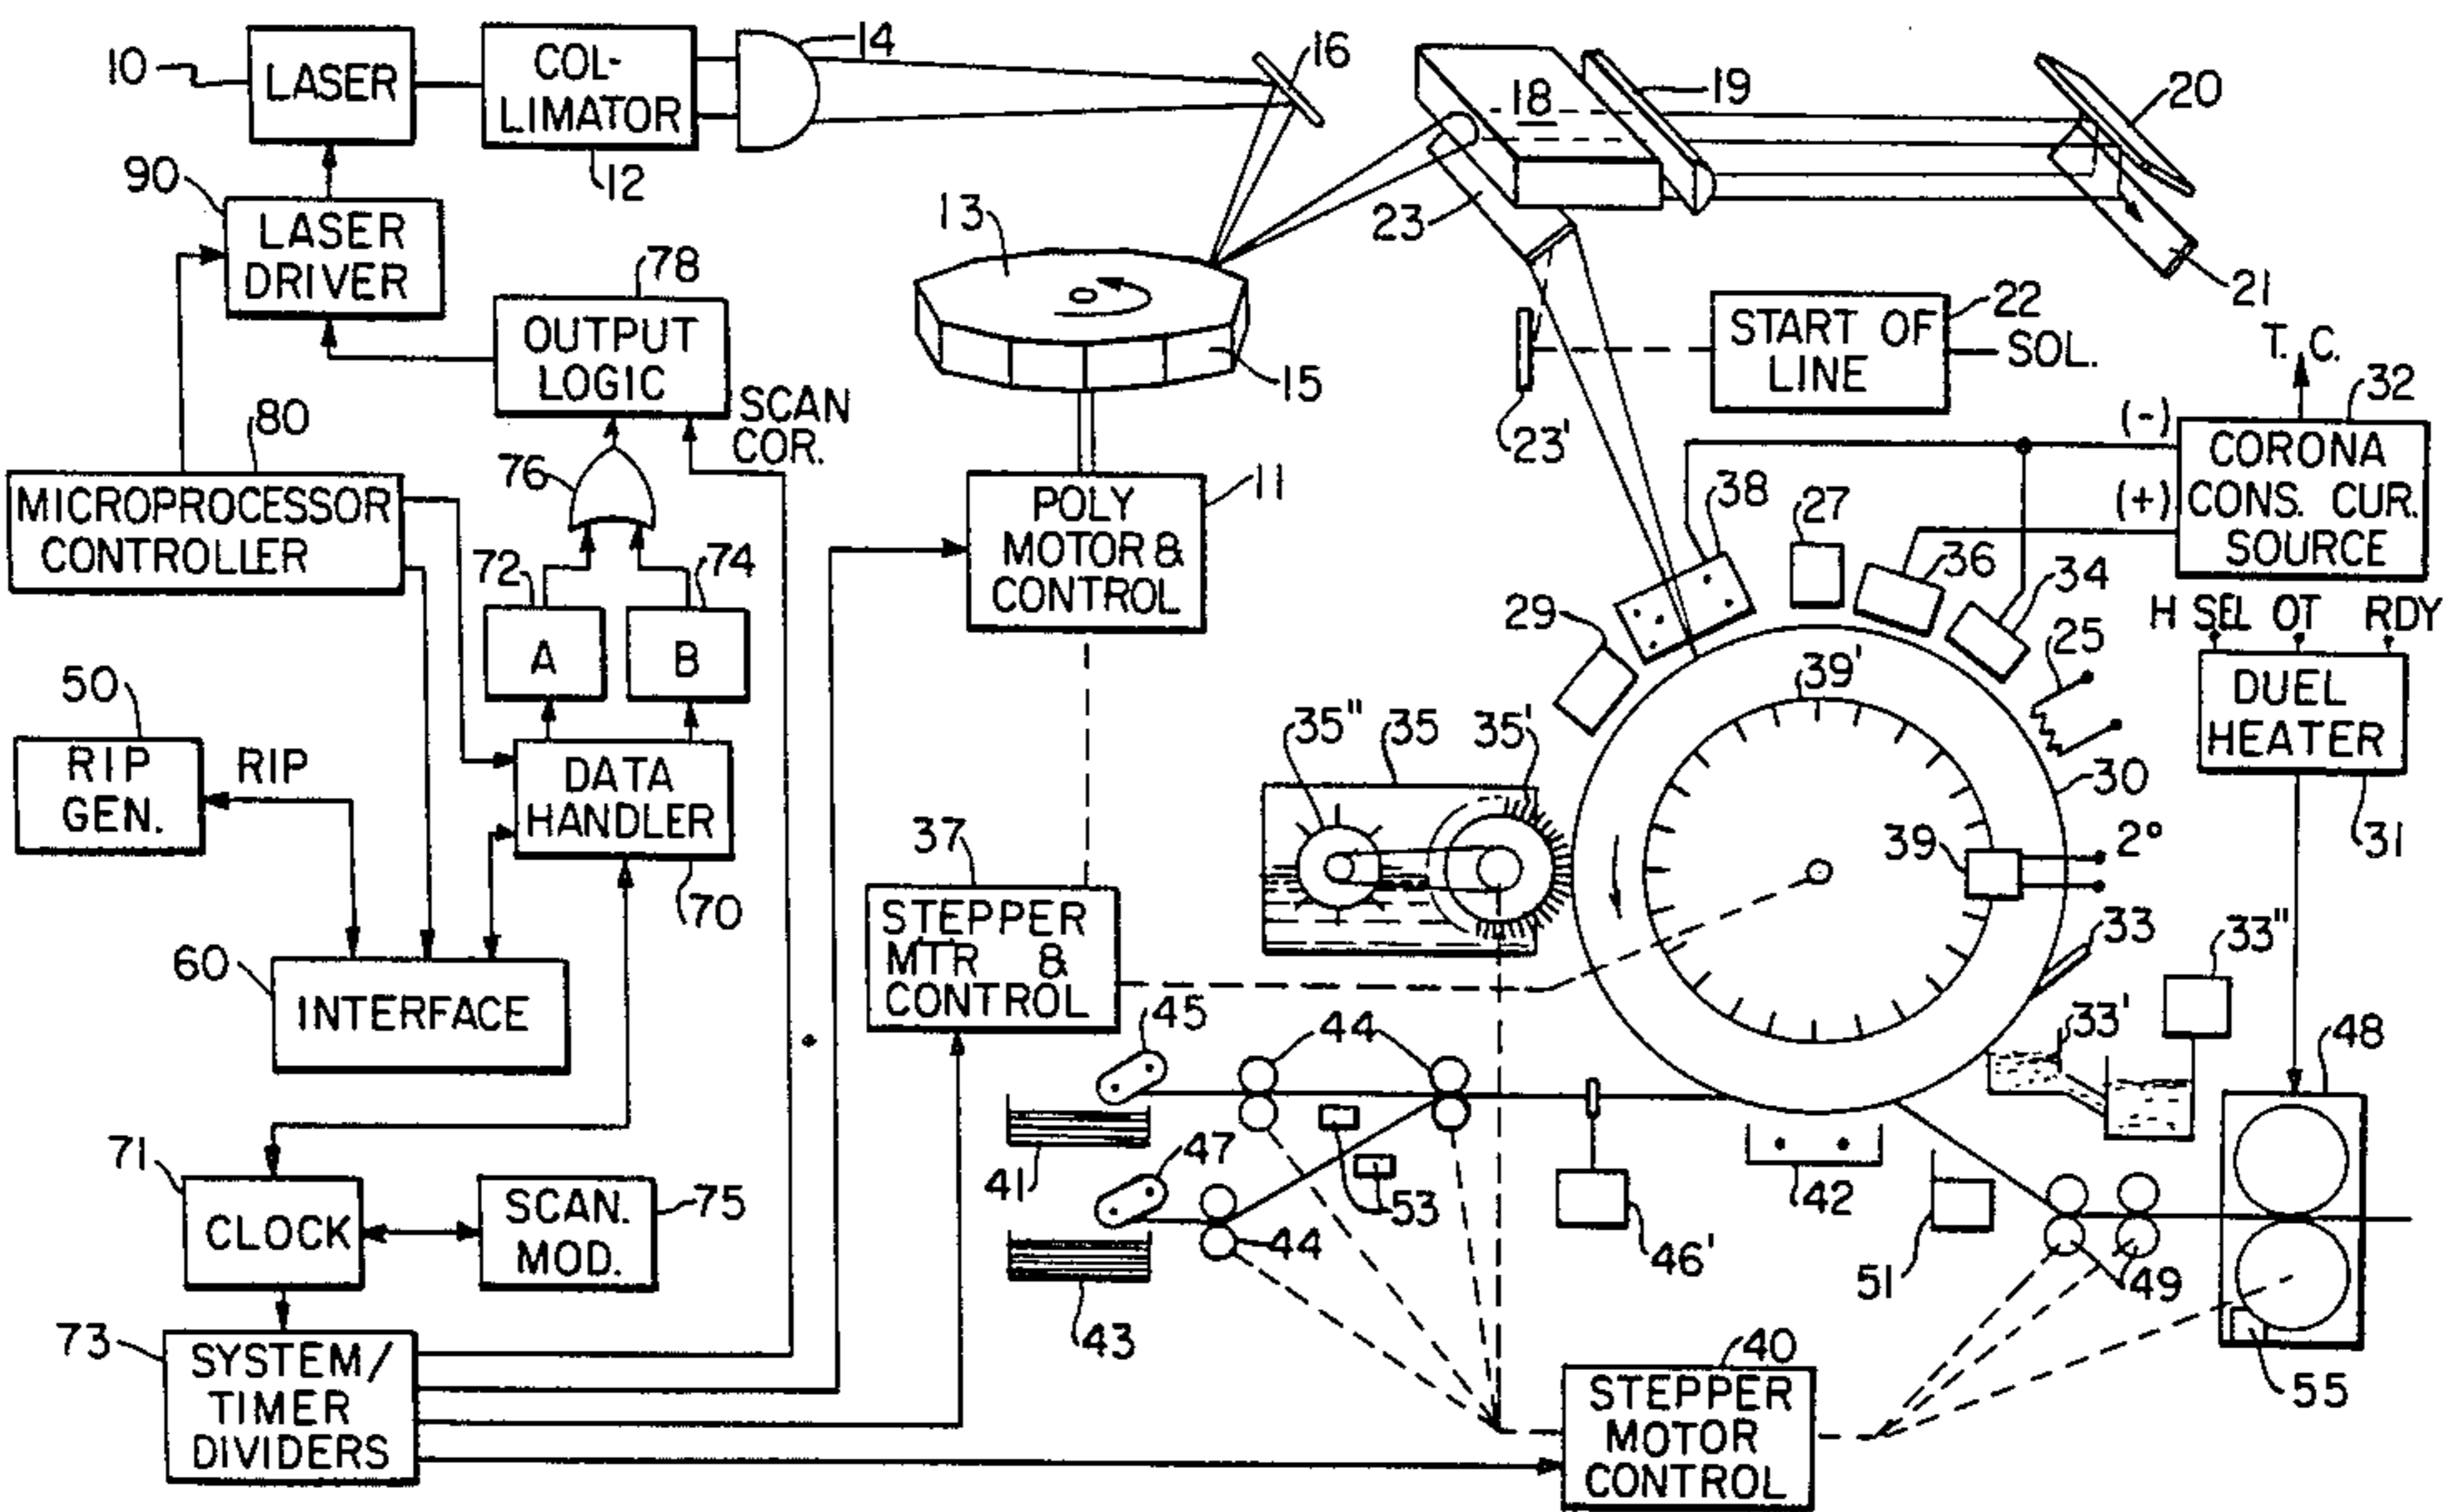 10
LASER
COL-
LIMATOR
12
14
16
18
19
20
21
23
90
LASER
DRIVER
78
OUTPUT
LOGIC
SCAN
COR.
13
15
23'
START OF
LINE
22
SOL.
T. C.
32
(-)
(+)
CORONA
CONS. CUR.
SOURCE
80
MICROPROCESSOR
CONTROLLER
76
72
74
A
B
POLY
MOTOR &
CONTROL
11
38
27
36
34
29
25
H SEL OT RDY
DUEL
HEATER
31
50
RIP
GEN.
RIP
DATA
HANDLER
70
35"
35
35'
39'
30
39
2°
37
STEPPER
MTR &
CONTROL
33
33"
33'
60
INTERFACE
45
44
48
41
47
53
44
43
46'
42
51
49
55
71
CLOCK
SCAN.
MOD.
75
73
SYSTEM/
TIMER
DIVIDERS
40
STEPPER
MOTOR
CONTROL